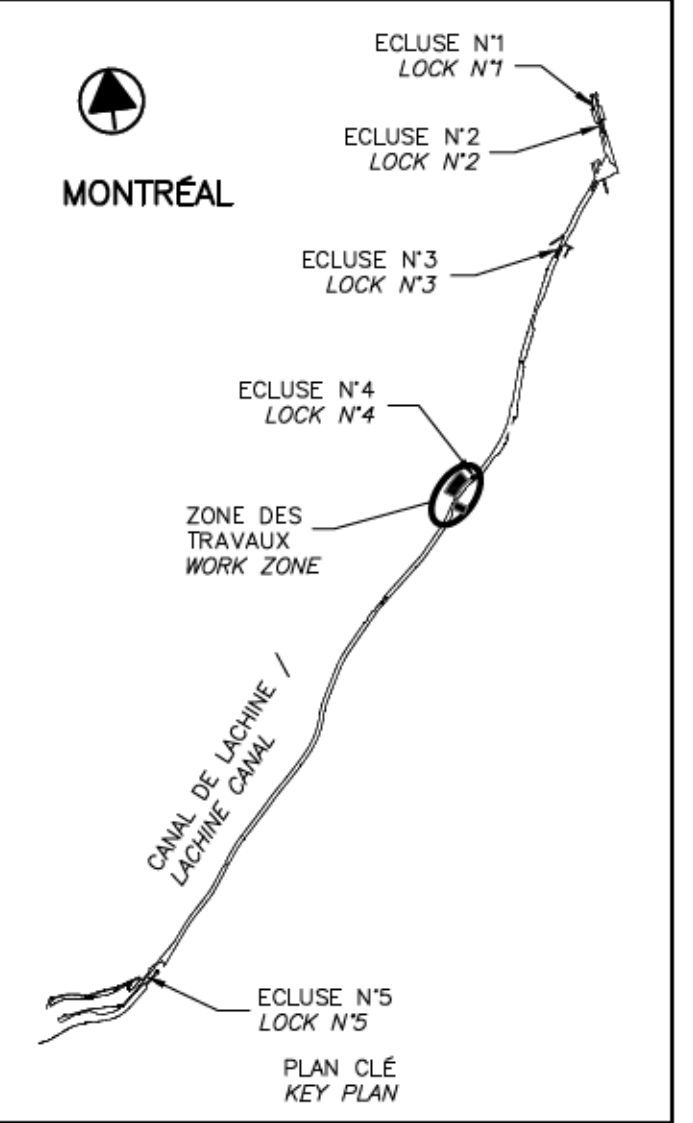 ECLUSE N°1
LOCK N°1
ECLUSE N°2
LOCK N°2
MONTRÉAL
ECLUSE N°3
LOCK N°3
ECLUSE N°4
LOCK N°4
ZONE DES
TRAVAUX
WORK ZONE
CANAL DE LACHINE /
LACHINE CANAL
ECLUSE N°5
LOCK N°5
PLAN CLÉ
KEY PLAN